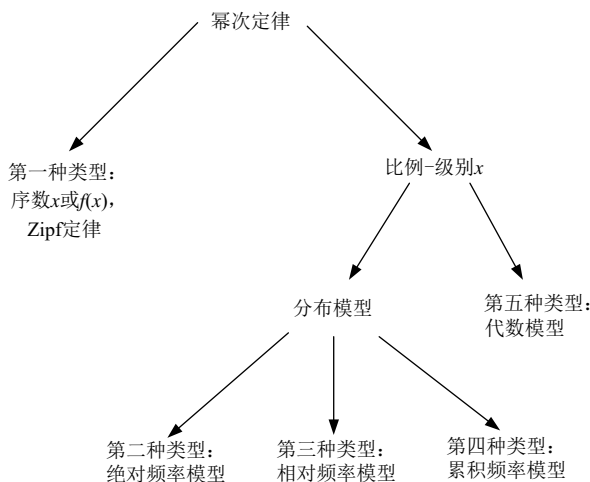 幂次定律
第一种类型：
序数x或f(x)，
Zipf定律
比例-级别x
分布模型
第五种类型：
代数模型
第二种类型：
绝对频率模型
第三种类型：
相对频率模型
第四种类型：
累积频率模型